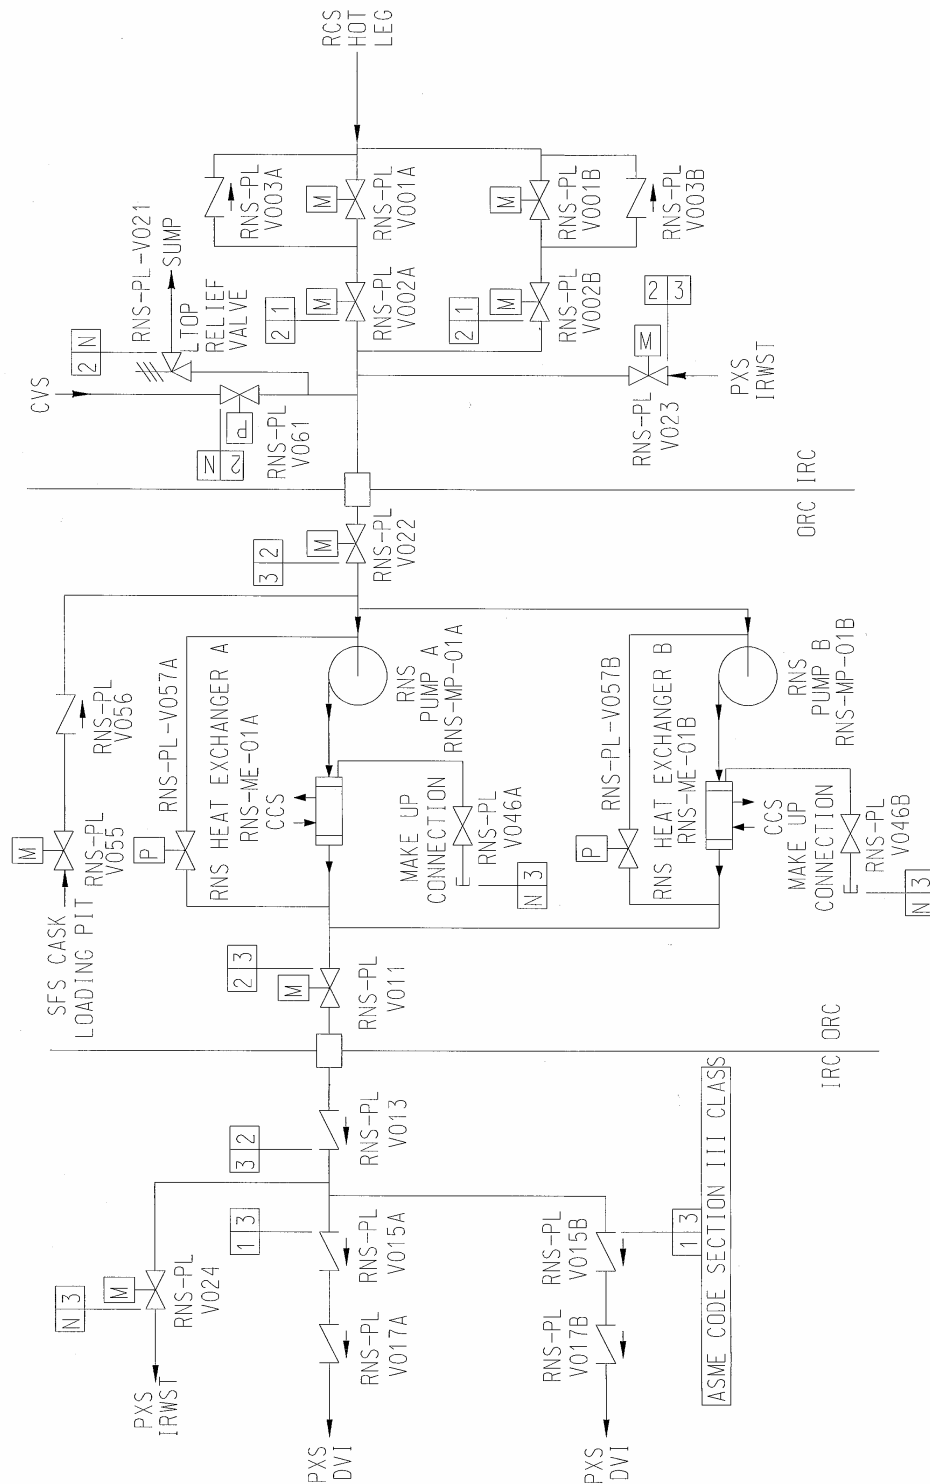 PXS
IRWST
N 3
M
RNS-PL
V024
PXS
DVI
RNS-PL
V017A
1 3
RNS-PL
V015A
3 2
RNS-PL
V013
PXS
DVI
RNS-PL
V017B
RNS-PL
V015B
1 3
ASME CODE SECTION III CLASS
IRC ORC
SFS CASK
LOADING PIT
M
RNS-PL
V055
RNS-PL
V056
2 3
M
RNS-PL
V011
P
RNS-PL-V057A
RNS HEAT EXCHANGER A
RNS-ME-01A
CCS
MAKE UP
CONNECTION
RNS-PL
V046A
N 3
RNS
PUMP A
RNS-MP-01A
3 2
M
RNS-PL
V022
P
RNS-PL-V057B
RNS HEAT EXCHANGER B
RNS-ME-01B
CCS
MAKE UP
CONNECTION
RNS-PL
V046B
N 3
RNS
PUMP B
RNS-MP-01B
ORC IRC
CVS
N 2
P
RNS-PL
V061
2 N
RNS-PL-V021
SUMP
LTOP
RELIEF
VALVE
2 1
M
RNS-PL
V002A
RNS-PL
V003A
M
RNS-PL
V001A
RCS
HOT
LEG
2 1
M
RNS-PL
V002B
M
RNS-PL
V001B
RNS-PL
V003B
RNS-PL
V023
M
2 3
PXS
IRWST